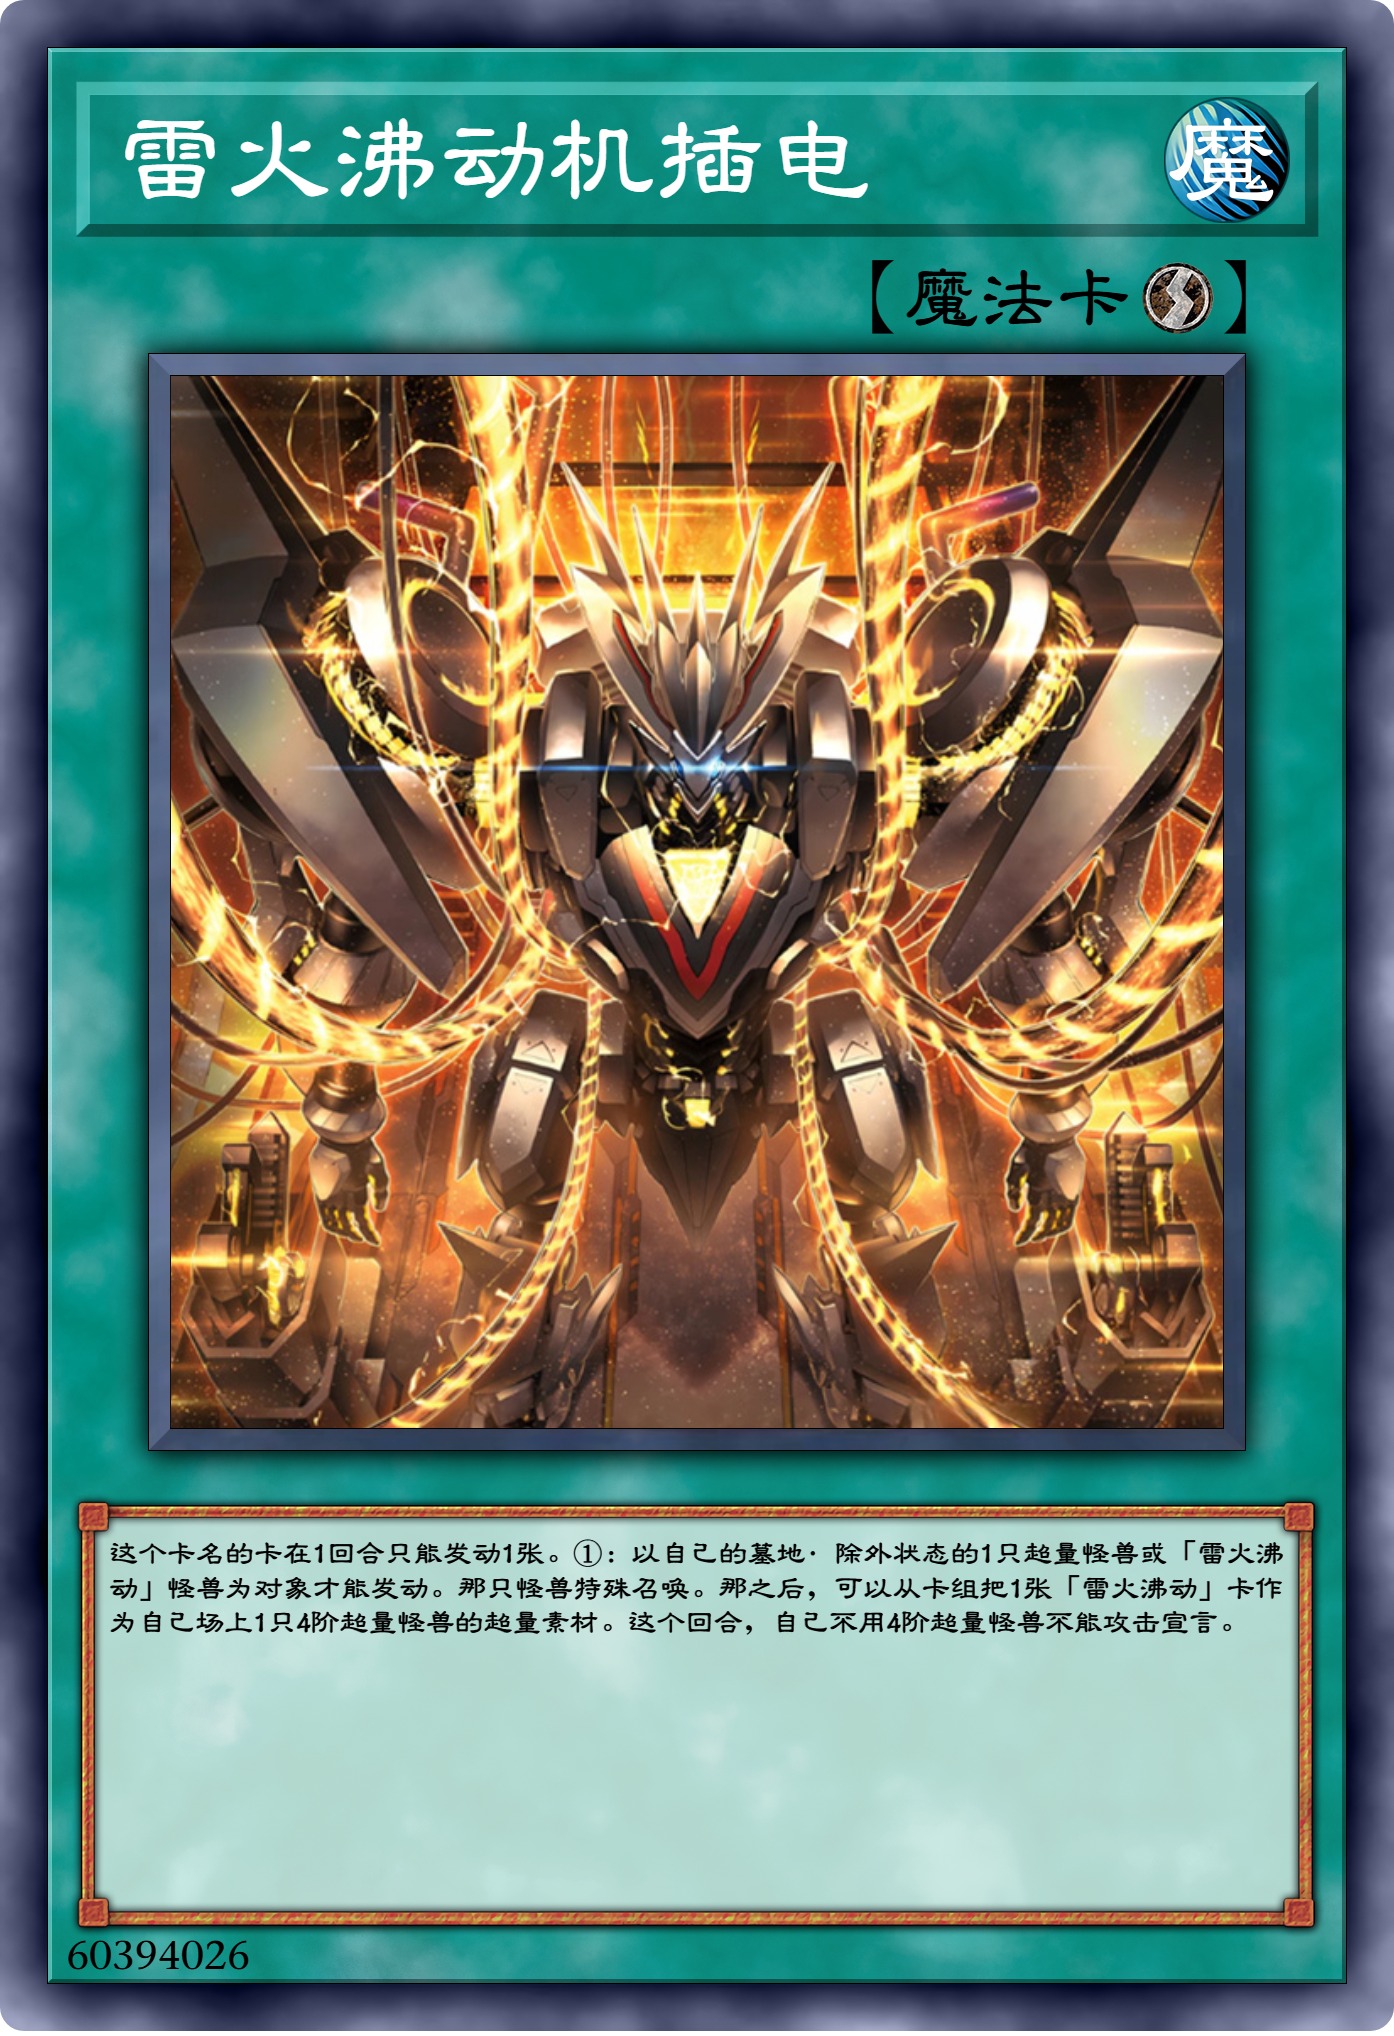 雷火沸动机插电
魔
【魔法卡】
这个卡名的卡在1回合只能发动1张。①：以自己的墓地·除外状态的1只超量怪兽或「雷火沸
动」怪兽为对象才能发动。那只怪兽特殊召唤。那之后，可以从卡组把1张「雷火沸动」卡作
为自己场上1只4阶超量怪兽的超量素材。这个回合，自己不用4阶超量怪兽不能攻击宣言。
60394026